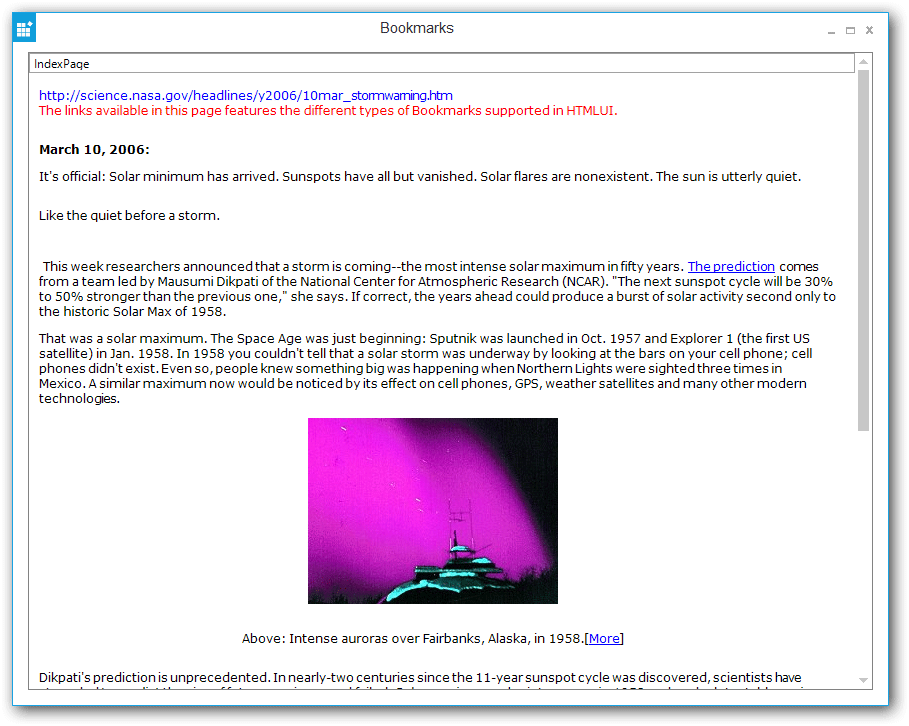 Bookmarks
IndexPage
http://science.nasa.gov/headlines/y2006/10mar_stormwarning.htm
The links available in this page features the different types of Bookmarks supported in HTMLUI.
March 10, 2006:
It's official: Solar minimum has arrived. Sunspots have all but vanished. Solar flares are nonexistent. The sun is utterly quiet.
Like the quiet before a storm.
This week researchers announced that a storm is coming--the most intense solar maximum in fifty years. The prediction comes
from a team led by Mausumi Dikpati of the National Center for Atmospheric Research (NCAR). "The next sunspot cycle will be 30%
to 50% stronger than the previous one," she says. If correct, the years ahead could produce a burst of solar activity second only to
the historic Solar Max of 1958.
That was a solar maximum. The Space Age was just beginning: Sputnik was launched in Oct. 1957 and Explorer 1 (the first US
satellite) in Jan. 1958. In 1958 you couldn't tell that a solar storm was underway by looking at the bars on your cell phone; cell
phones didn't exist. Even so, people knew something big was happening when Northern Lights were sighted three times in
Mexico. A similar maximum now would be noticed by its effect on cell phones, GPS, weather satellites and many other modern
technologies.
Above: Intense auroras over Fairbanks, Alaska, in 1958.[More]
Dikpati's prediction is unprecedented. In nearly-two centuries since the 11-year sunspot cycle was discovered, scientists have